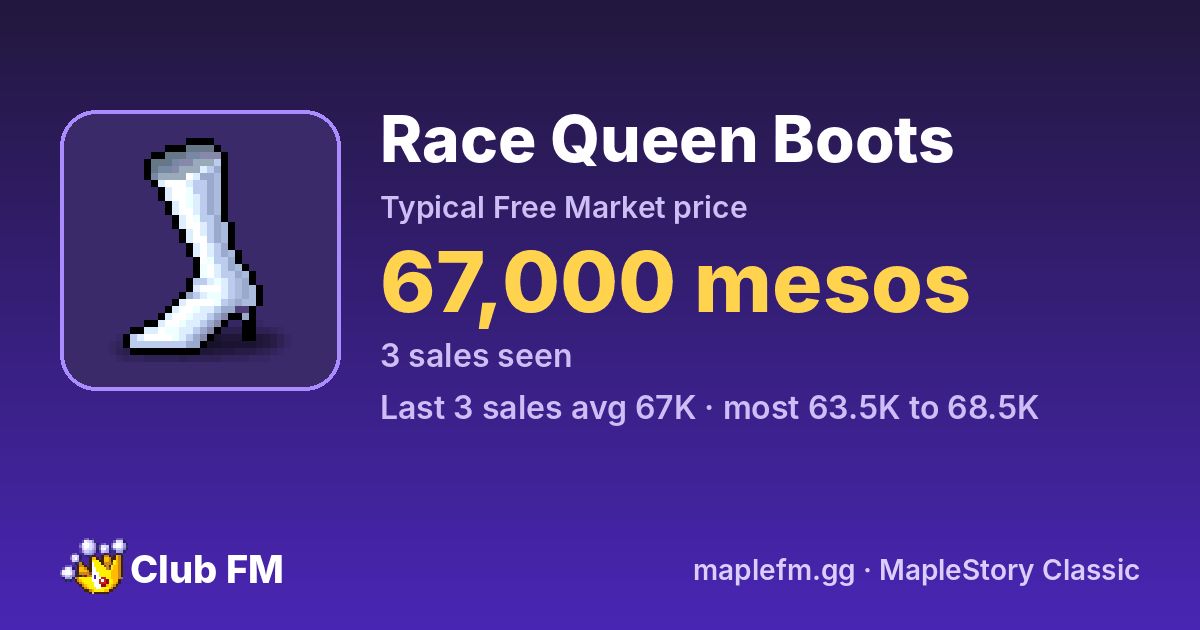 Race Queen Boots
Typical Free Market price
67,000 mesos
3 sales seen
Last 3 sales avg 67K · most 63.5K to 68.5K
Club FM
maplefm.gg · MapleStory Classic